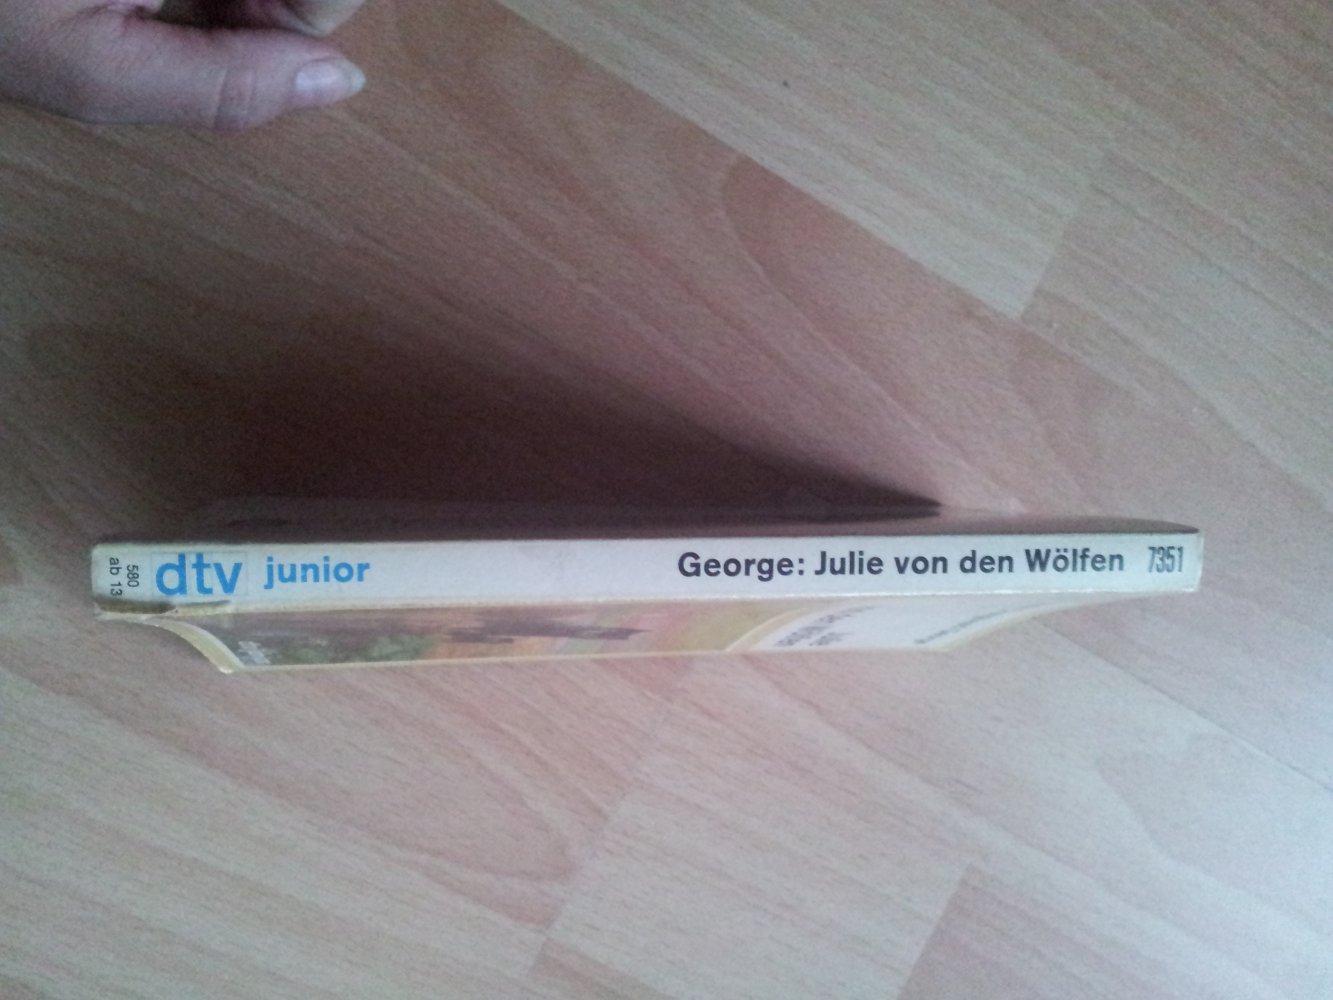 580
ab 13
dtv junior
George: Julie von den Wölfen 7351